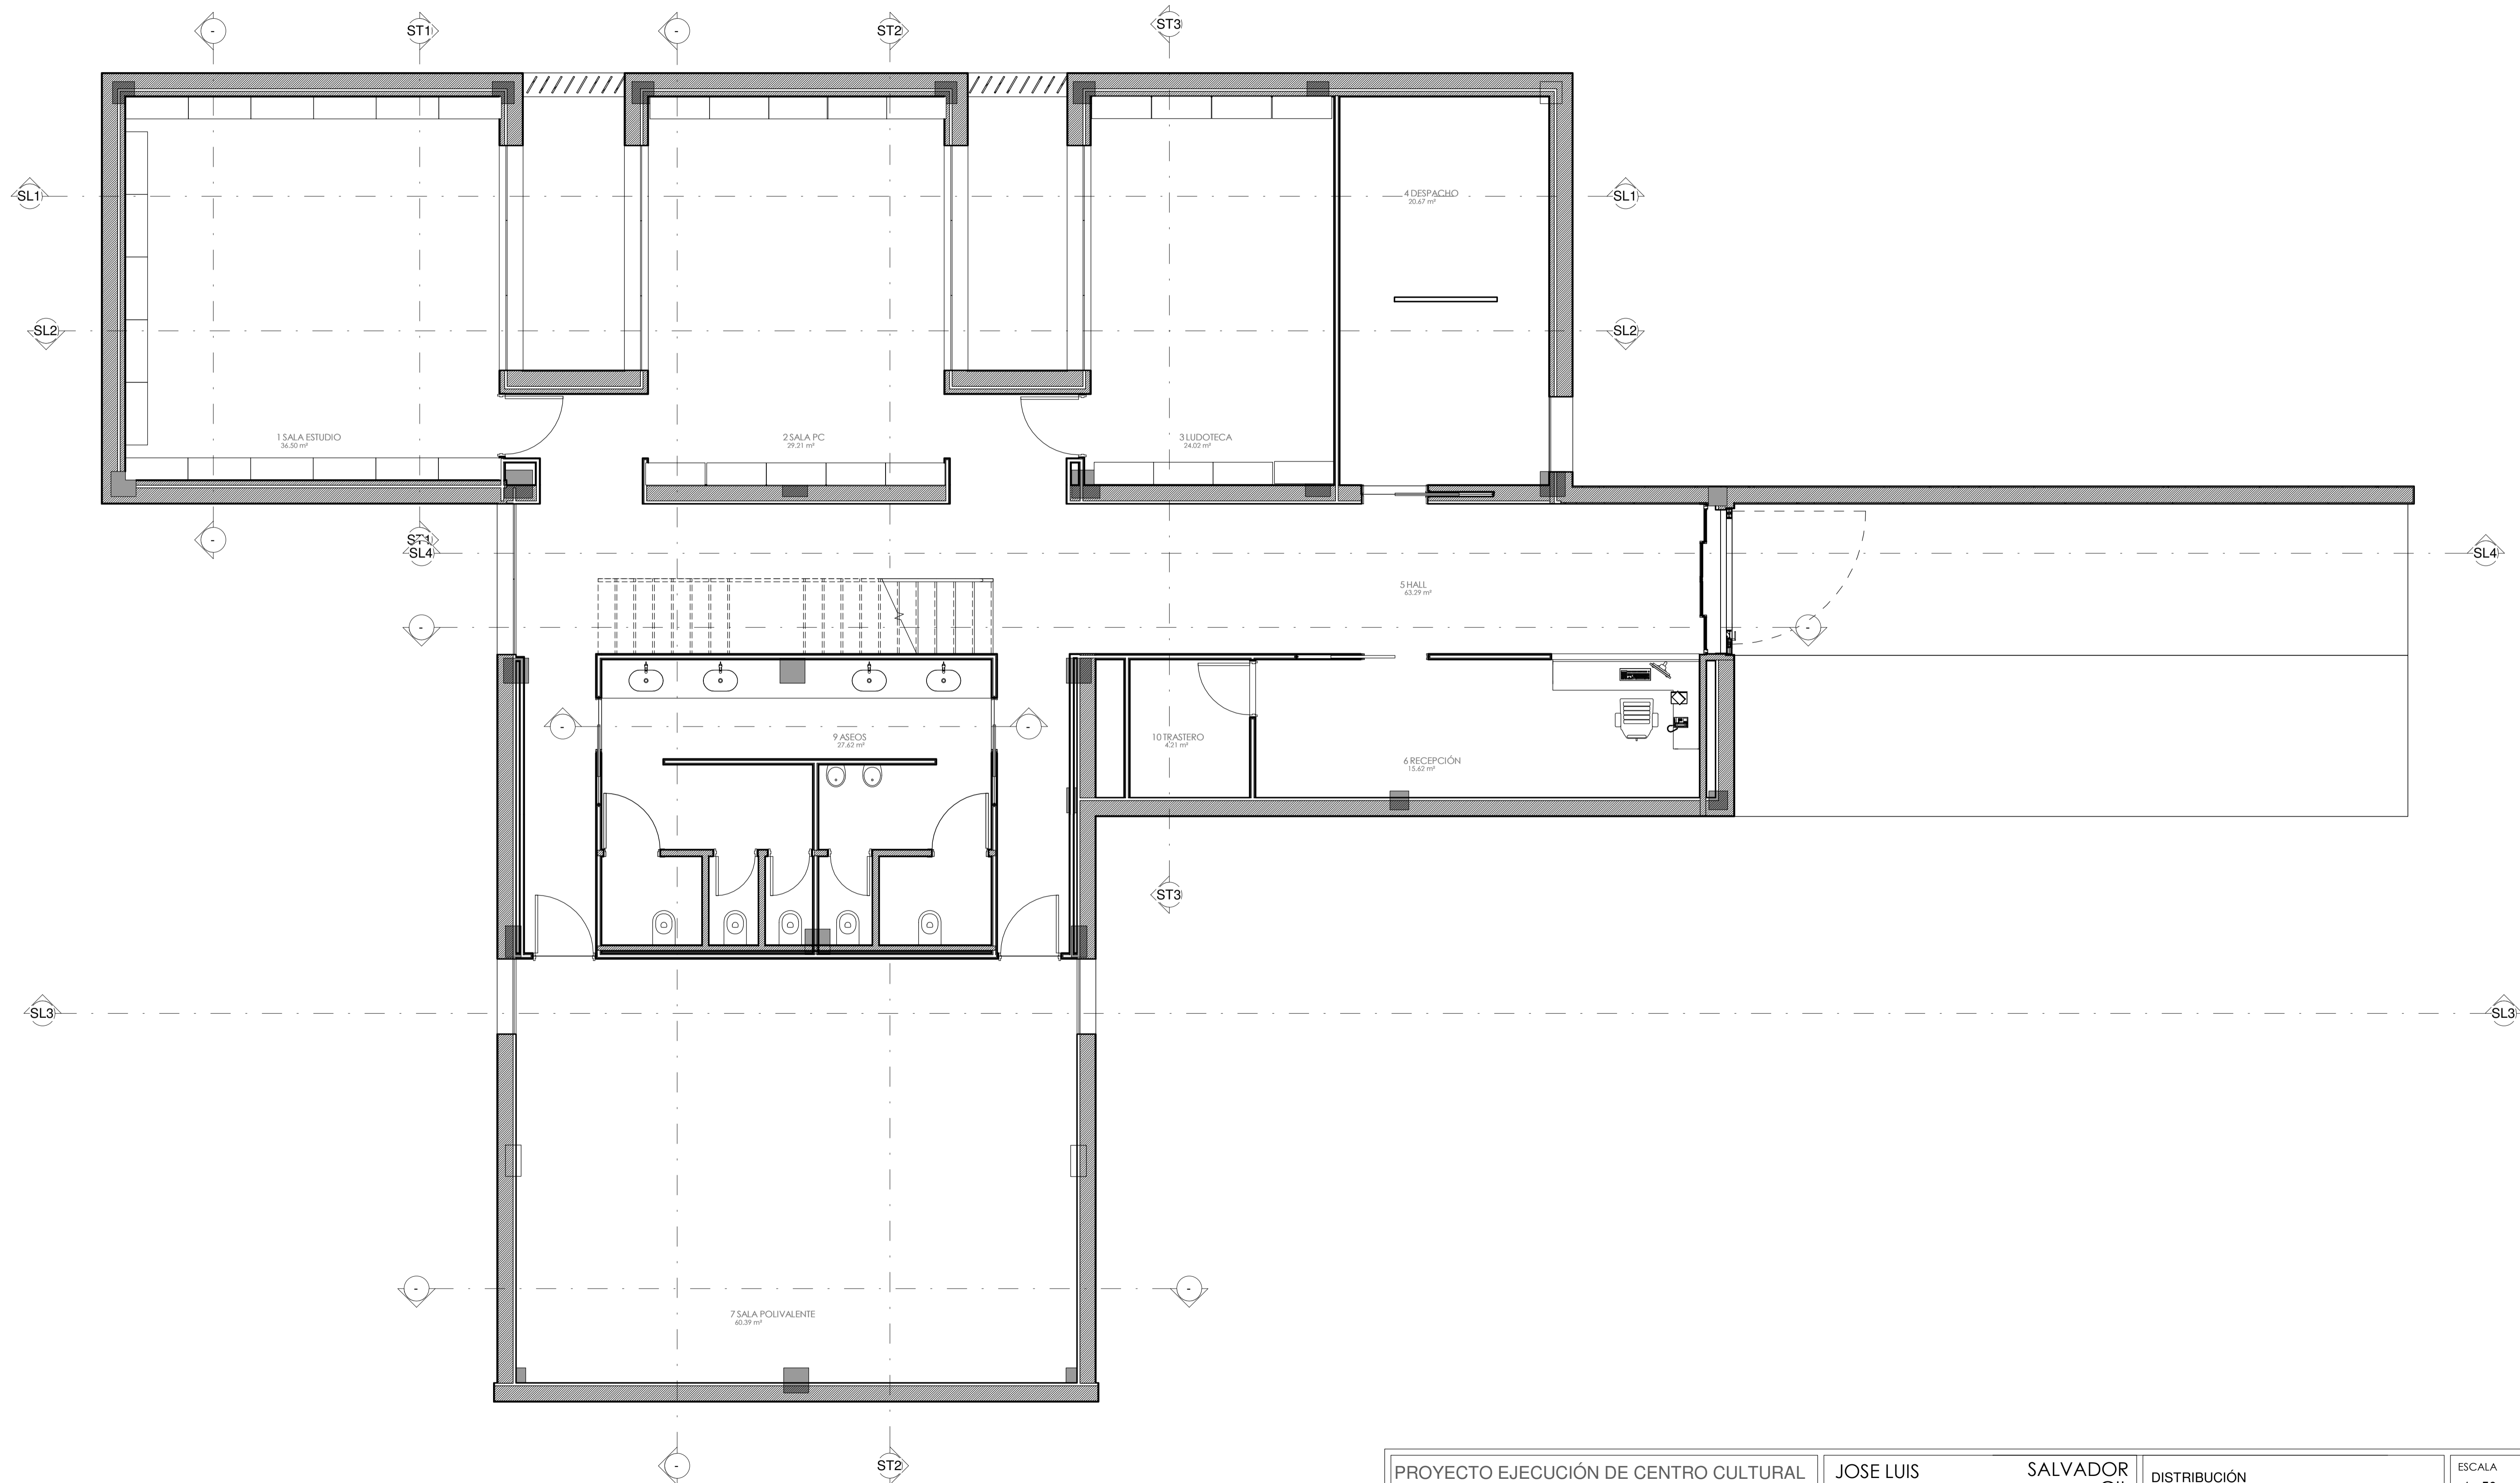 - ST1 - ST2 ST3
SL1 SL1
4 DESPACHO
20.67 m²
SL2 SL2
1 SALA ESTUDIO
36.50 m²
2 SALA PC
29.21 m²
3 LUDOTECA
24.02 m²
- ST1
SL4 SL4
5 HALL
63.29 m²
- -
- -
9 ASEOS
27.62 m²
10 TRASTERO
4.21 m²
6 RECEPCIÓN
15.62 m²
ST3
SL3 SL3
- -
7 SALA POLIVALENTE
60.39 m²
- ST2
PROYECTO EJECUCIÓN DE CENTRO CULTURAL
JOSE LUIS
SALVADOR
DISTRIBUCIÓN
ESCALA